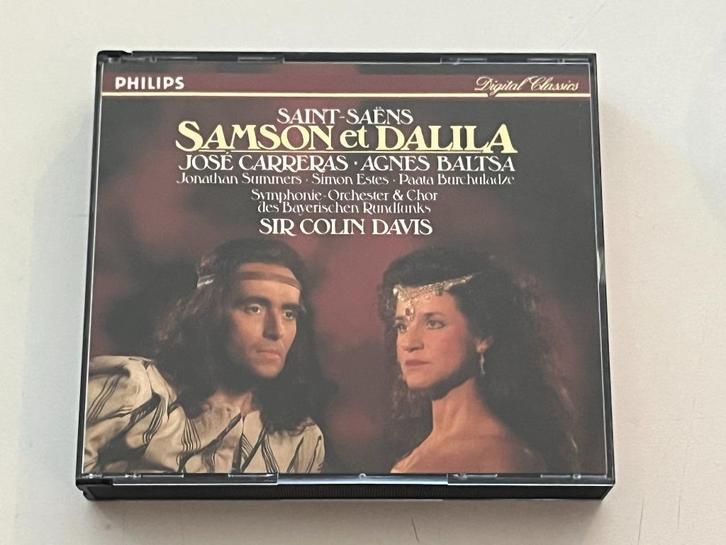 PHILIPS
Digital Classics
SAINT-SAËNS
SAMSON et DALILA
JOSÉ CARRERAS · AGNES BALTSA
Jonathan Summers · Simon Estes · Paata Burchuladze
Symphonie-Orchester & Chor
des Bayerischen Rundfunks
SIR COLIN DAVIS